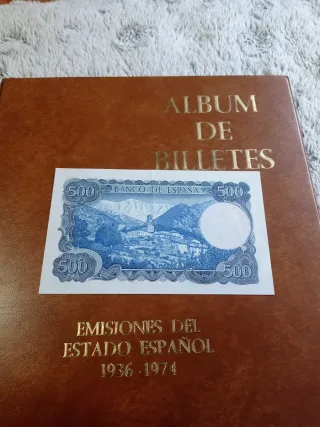 ALBUM
DE
BILLETES
500 BANCO DE ESPAÑA 500
500 500
EMISIONES DEL
ESTADO ESPAÑOL
1936-1974